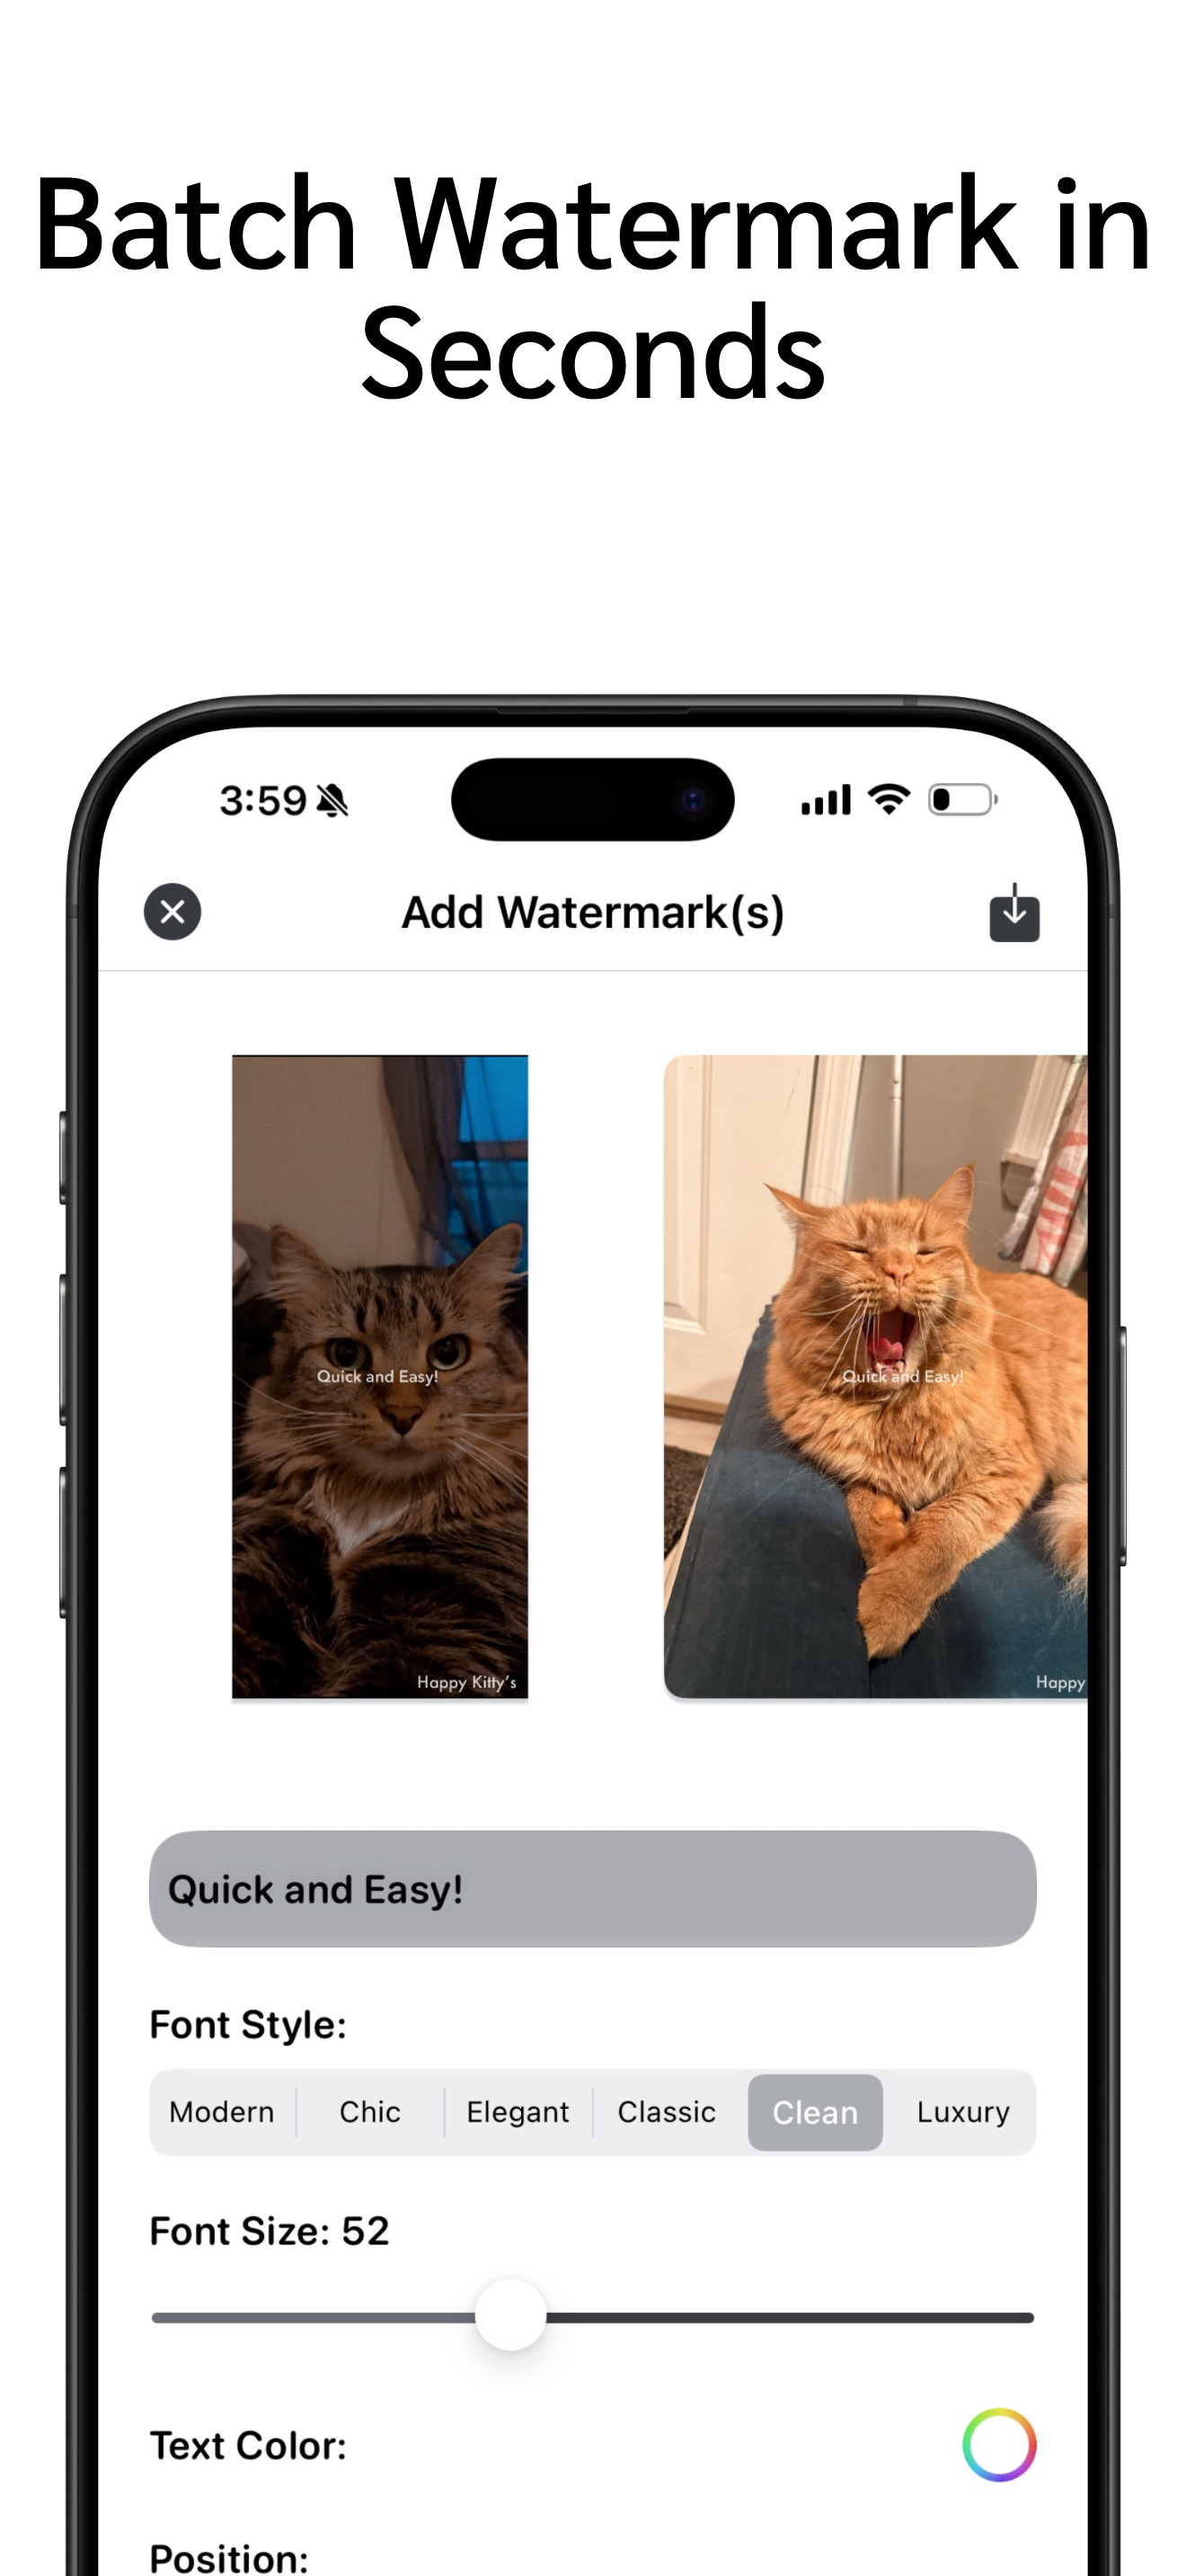 Batch Watermark in
Seconds
3:59
Add Watermark(s)
Quick and Easy!
Quick and Easy!
Happy Kitty's
Happy
Quick and Easy!
Font Style:
Modern Chic Elegant Classic Clean Luxury
Font Size: 52
Text Color:
Position: